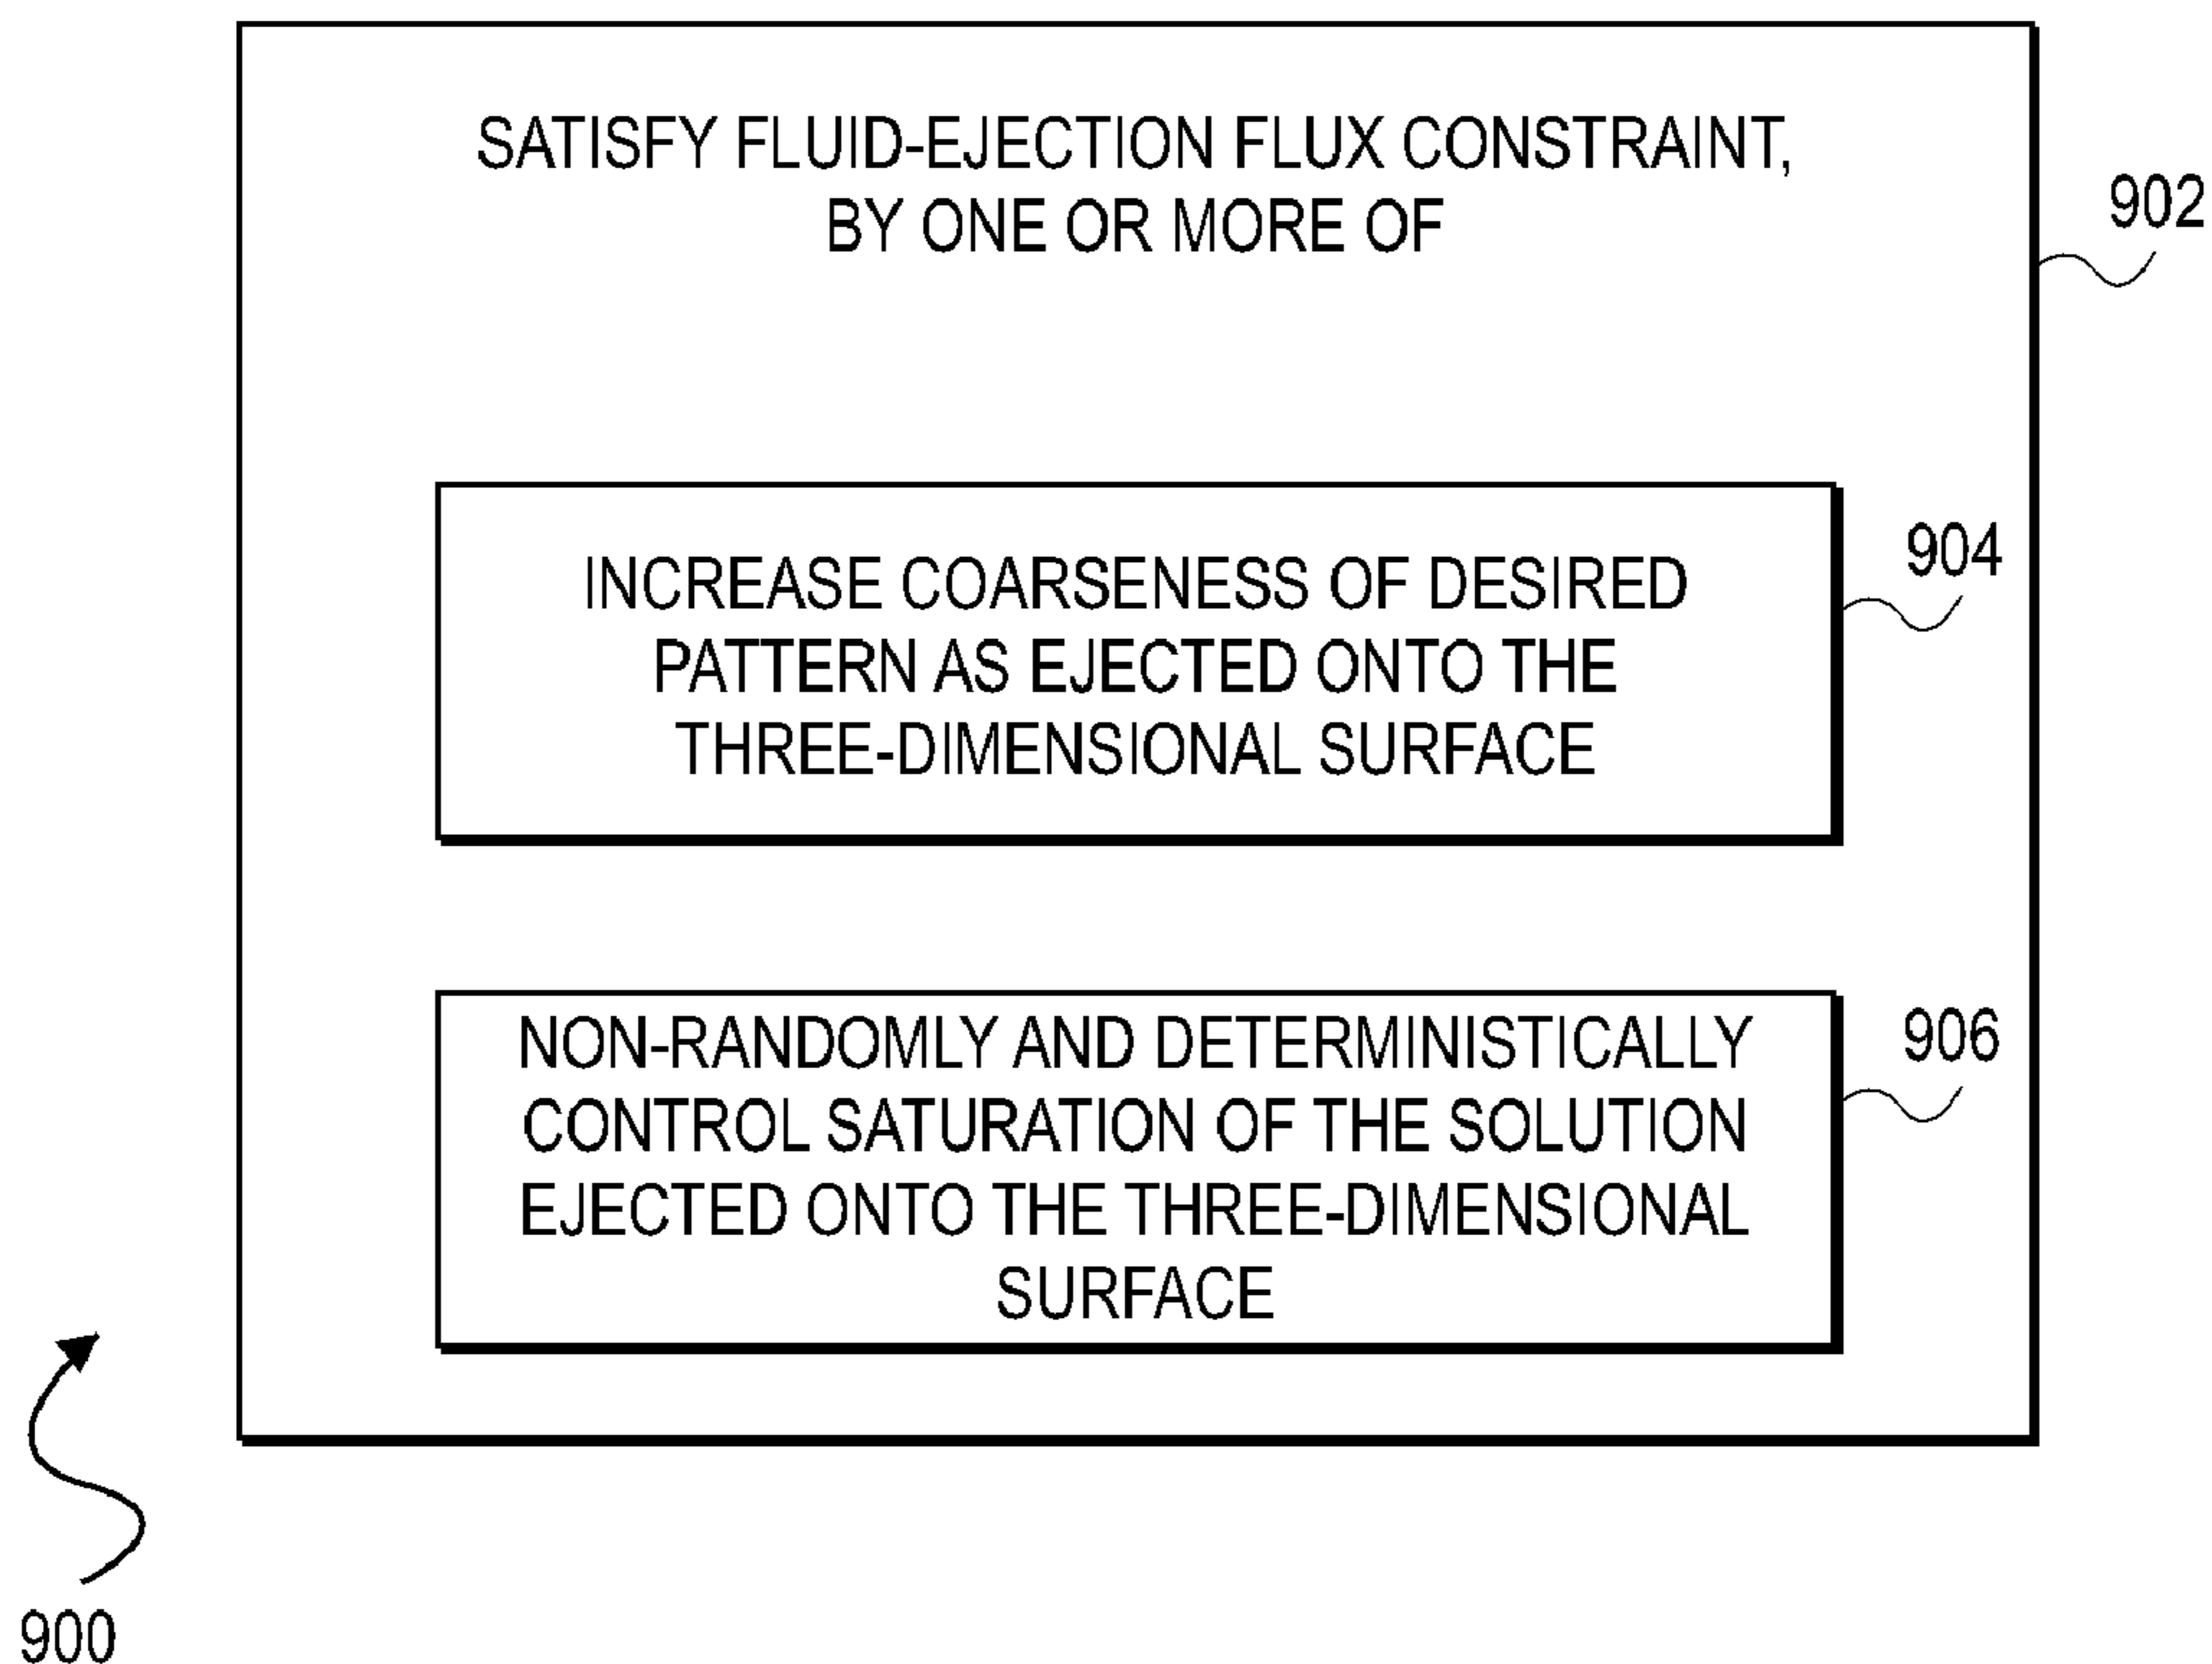 SATISFY FLUID-EJECTION FLUX CONSTRAINT,
BY ONE OR MORE OF
902
INCREASE COARSENESS OF DESIRED
PATTERN AS EJECTED ONTO THE
THREE-DIMENSIONAL SURFACE
904
NON-RANDOMLY AND DETERMINISTICALLY
CONTROL SATURATION OF THE SOLUTION
EJECTED ONTO THE THREE-DIMENSIONAL
SURFACE
906
900